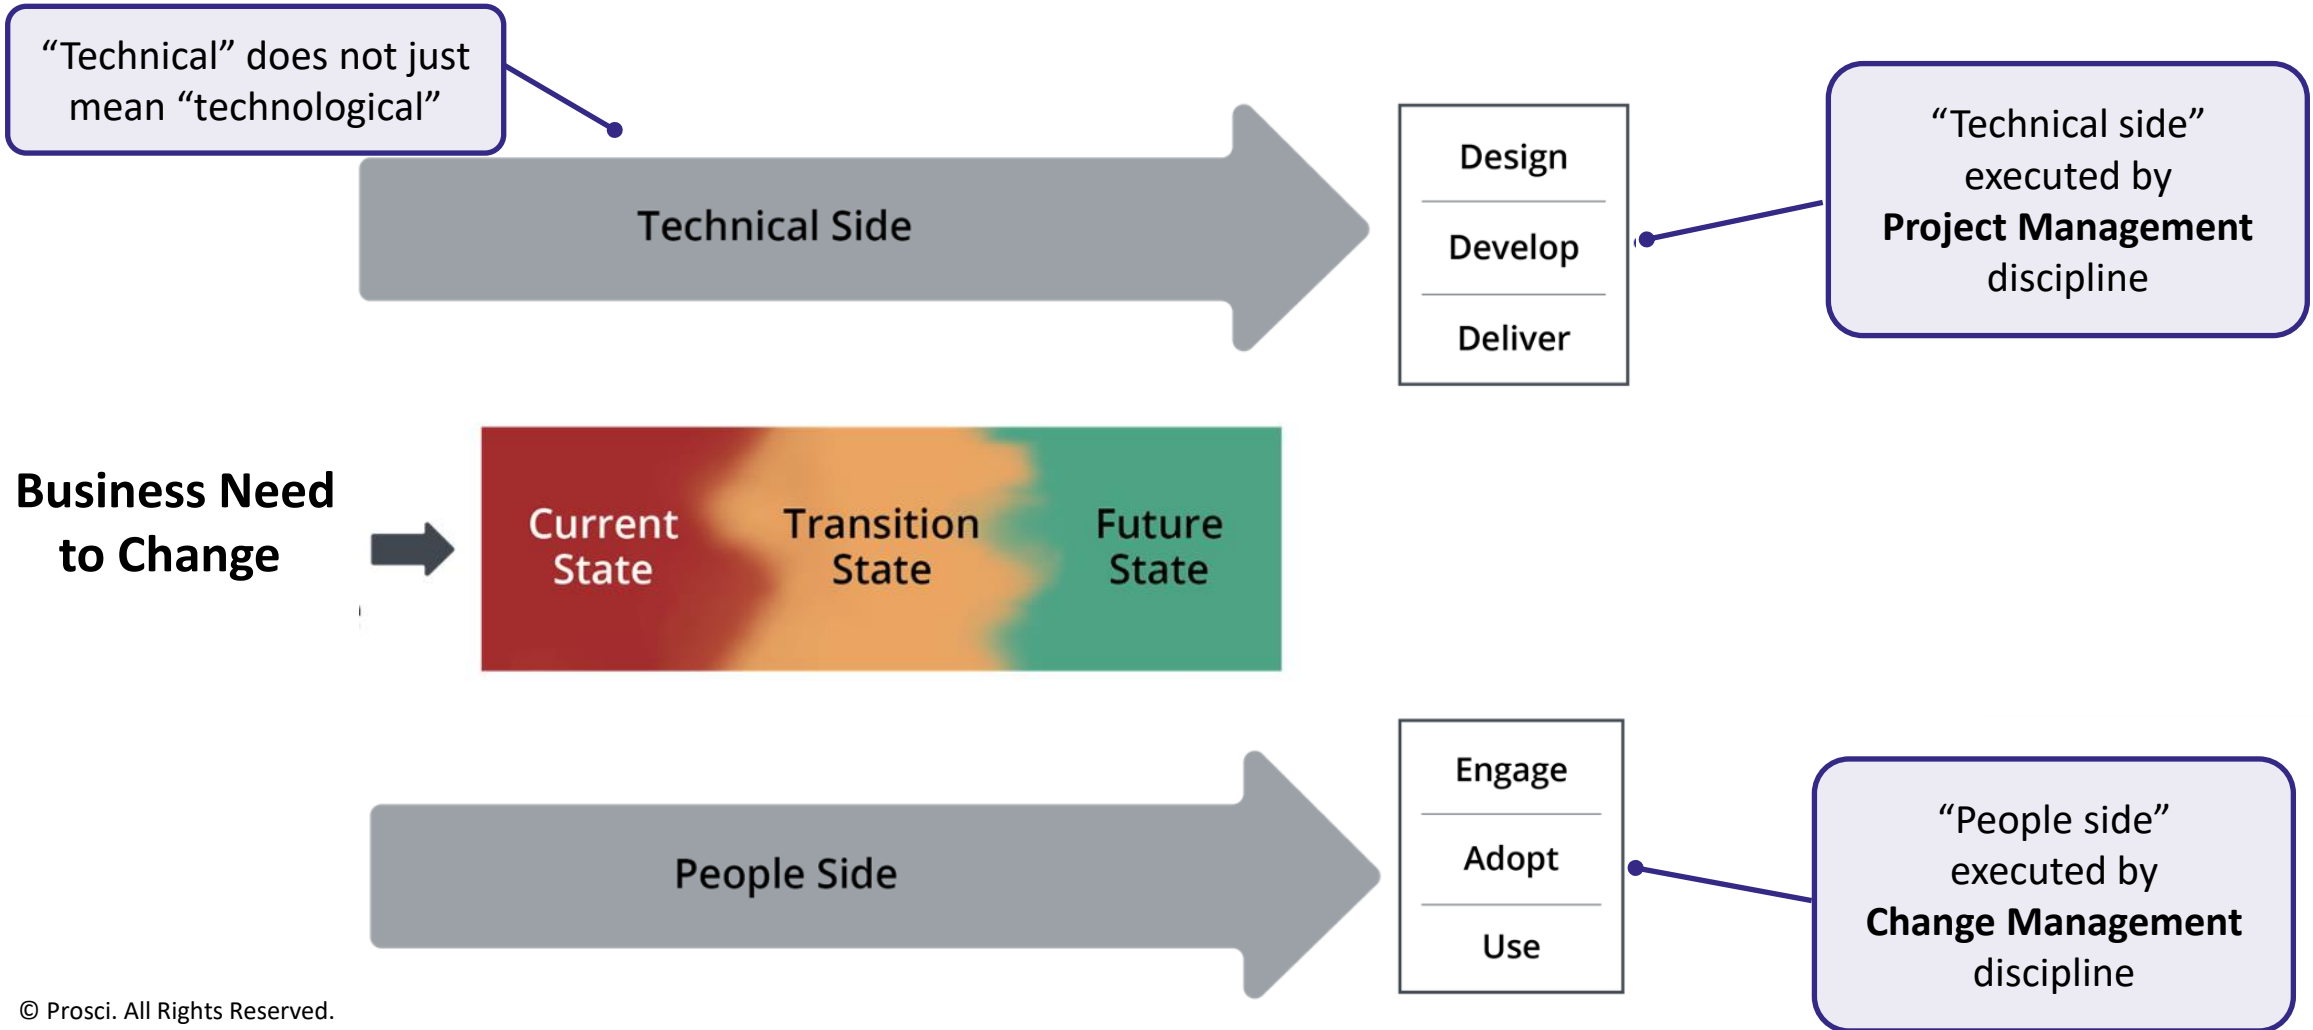 “Technical” does not just
mean “technological”
Technical Side
Design
Develop
Deliver
“Technical side”
executed by
Project Management
discipline
Business Need
to Change
Current
State
Transition
State
Future
State
People Side
Engage
Adopt
Use
“People side”
executed by
Change Management
discipline
© Prosci. All Rights Reserved.